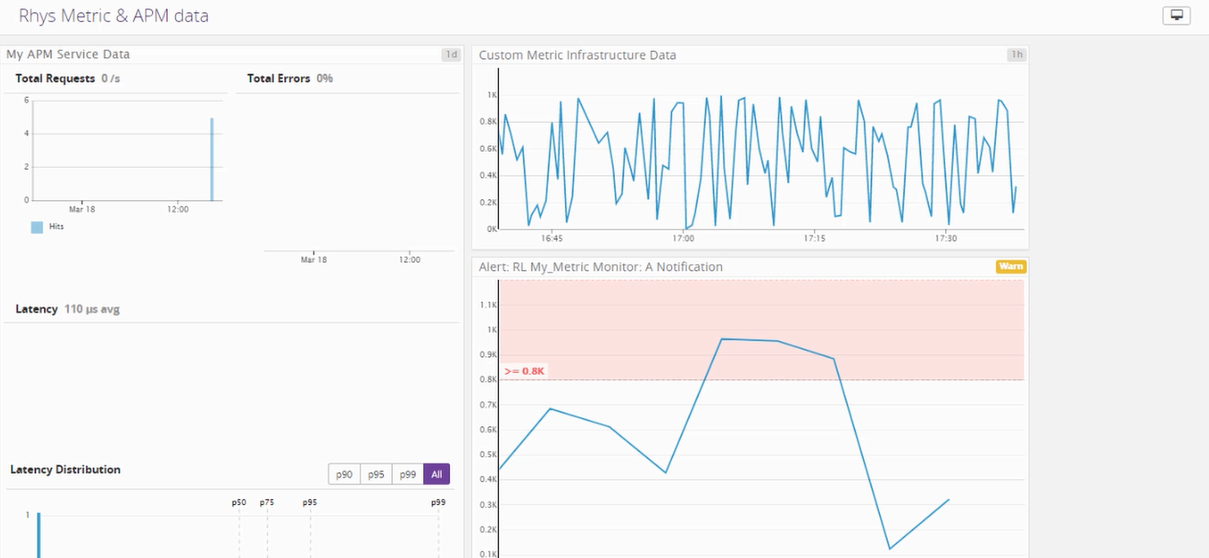 Rhys Metric & APM data
My APM Service Data 1d
Total Requests 0 /s
Total Errors 0%
6
4
2
0
Mar 18 12:00
Hits
Mar 18 12:00
Latency 110 µs avg
Latency Distribution
p90 p95 p99 All
p50 p75 p95 p99
1
Custom Metric Infrastructure Data 1h
1K
0.8K
0.6K
0.4K
0.2K
0K
16:45 17:00 17:15 17:30
Alert: RL My_Metric Monitor: A Notification Warn
1.1K
1K
0.9K
>= 0.8K
0.8K
0.7K
0.6K
0.5K
0.4K
0.3K
0.2K
0.1K